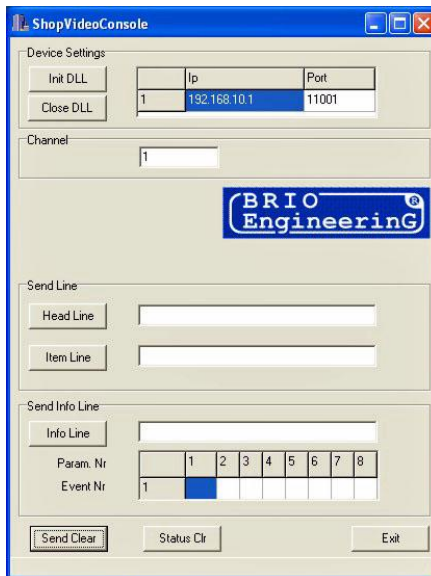 ShopVideoConsole
Device Settings
Init DLL
Close DLL
Ip Port
1 192.168.10.1 11001
Channel
1
BRIO ®
EngineerinG
Send Line
Head Line
Item Line
Send Info Line
Info Line
Param. Nr 1 2 3 4 5 6 7 8
Event Nr 1
Send Clear Status Clr Exit